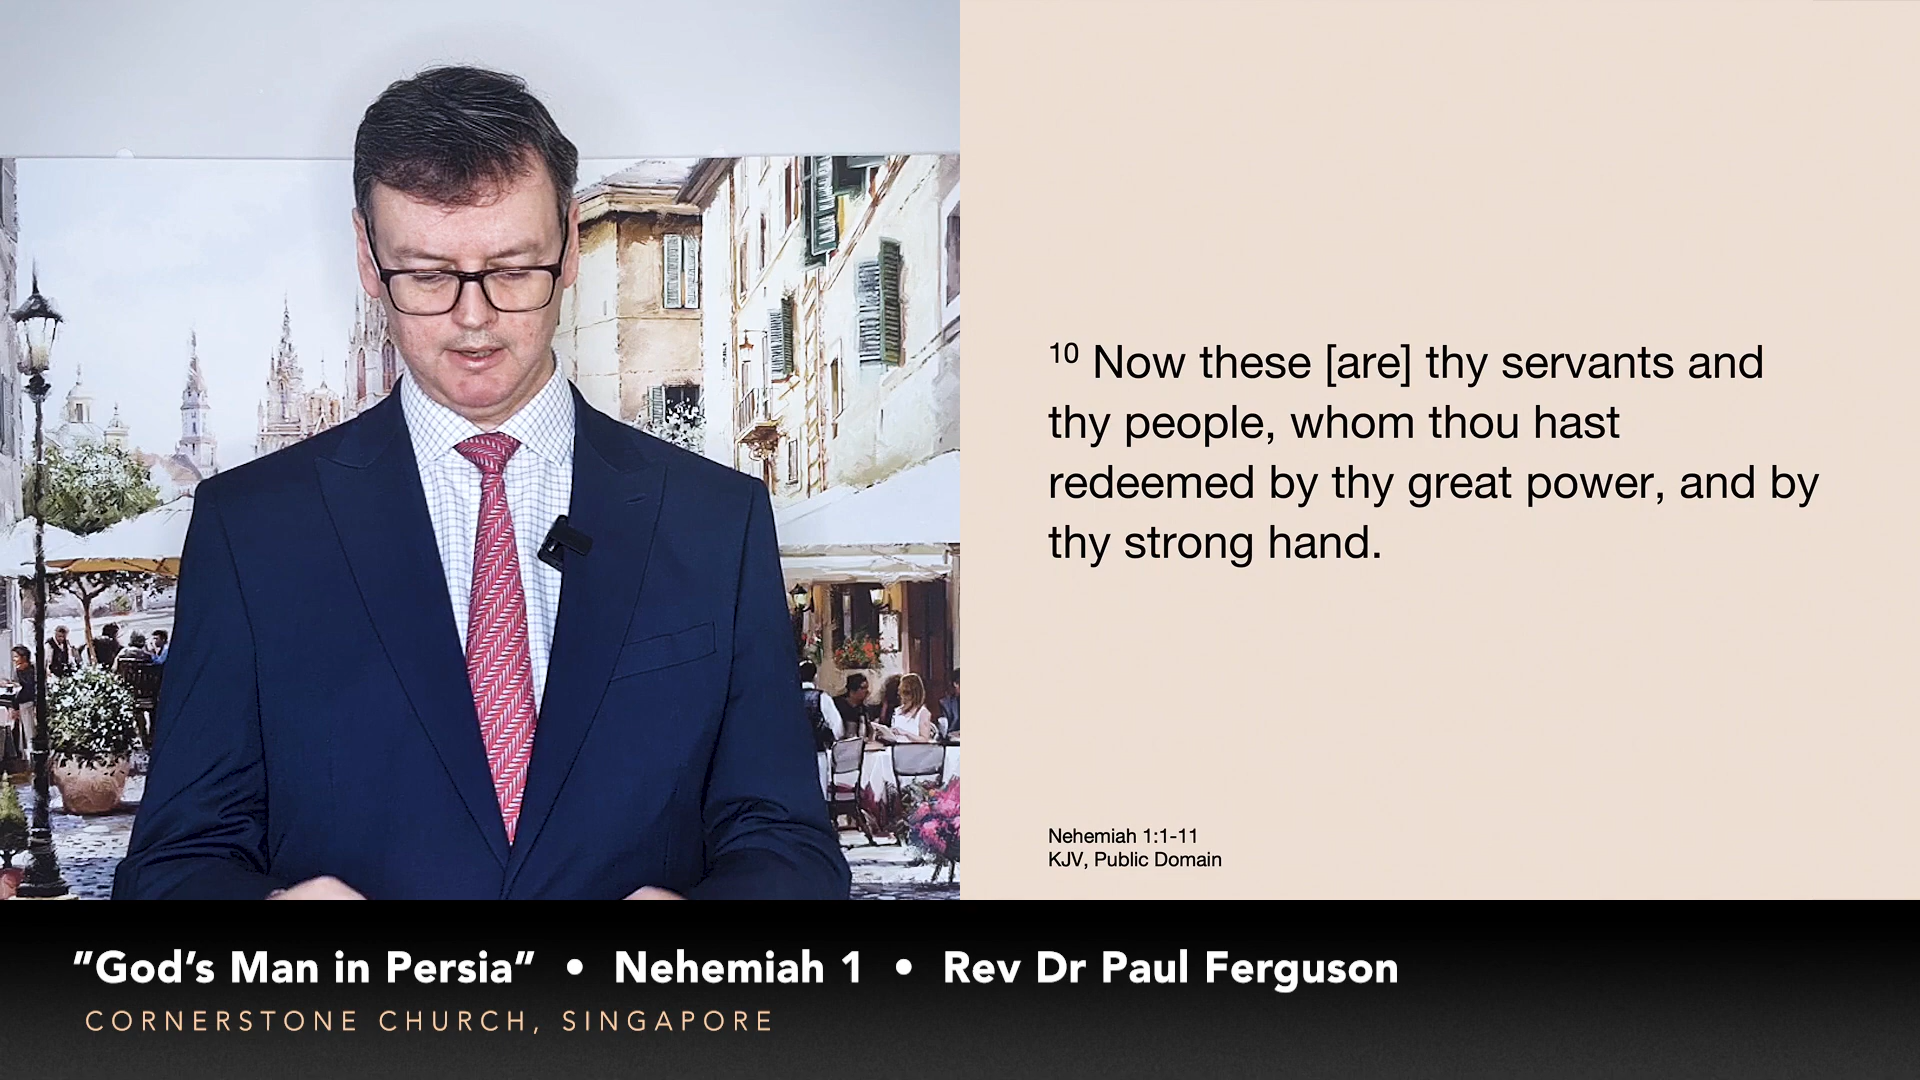 10 Now these [are] thy servants and
thy people, whom thou hast
redeemed by thy great power, and by
thy strong hand.
Nehemiah 1:1-11
KJV, Public Domain
"God's Man in Persia" • Nehemiah 1 • Rev Dr Paul Ferguson
CORNERSTONE CHURCH, SINGAPORE